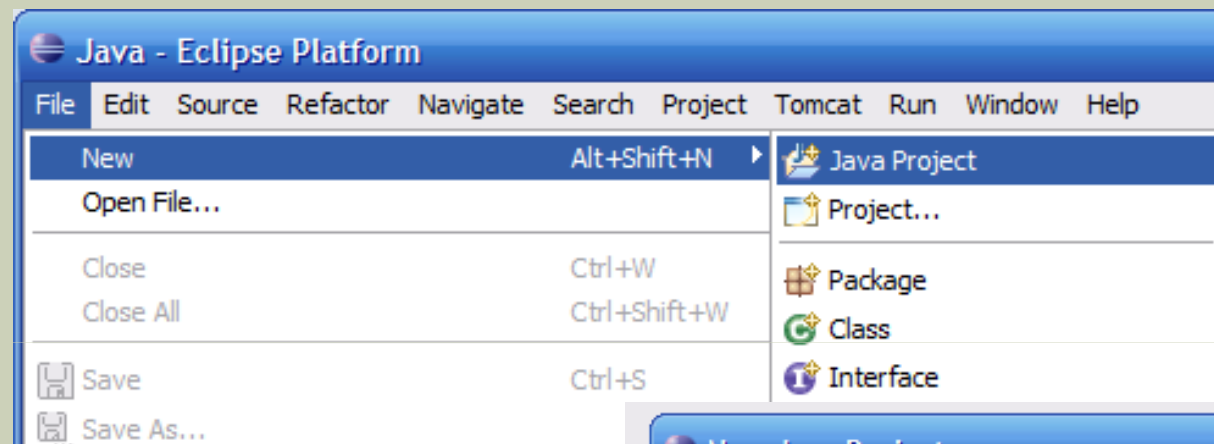 Java - Eclipse Platform
File Edit Source Refactor Navigate Search Project Tomcat Run Window Help
New Alt+Shift+N
Open File...
Close Ctrl+W
Close All Ctrl+Shift+W
Save Ctrl+S
Save As...
Java Project
Project...
Package
Class
Interface